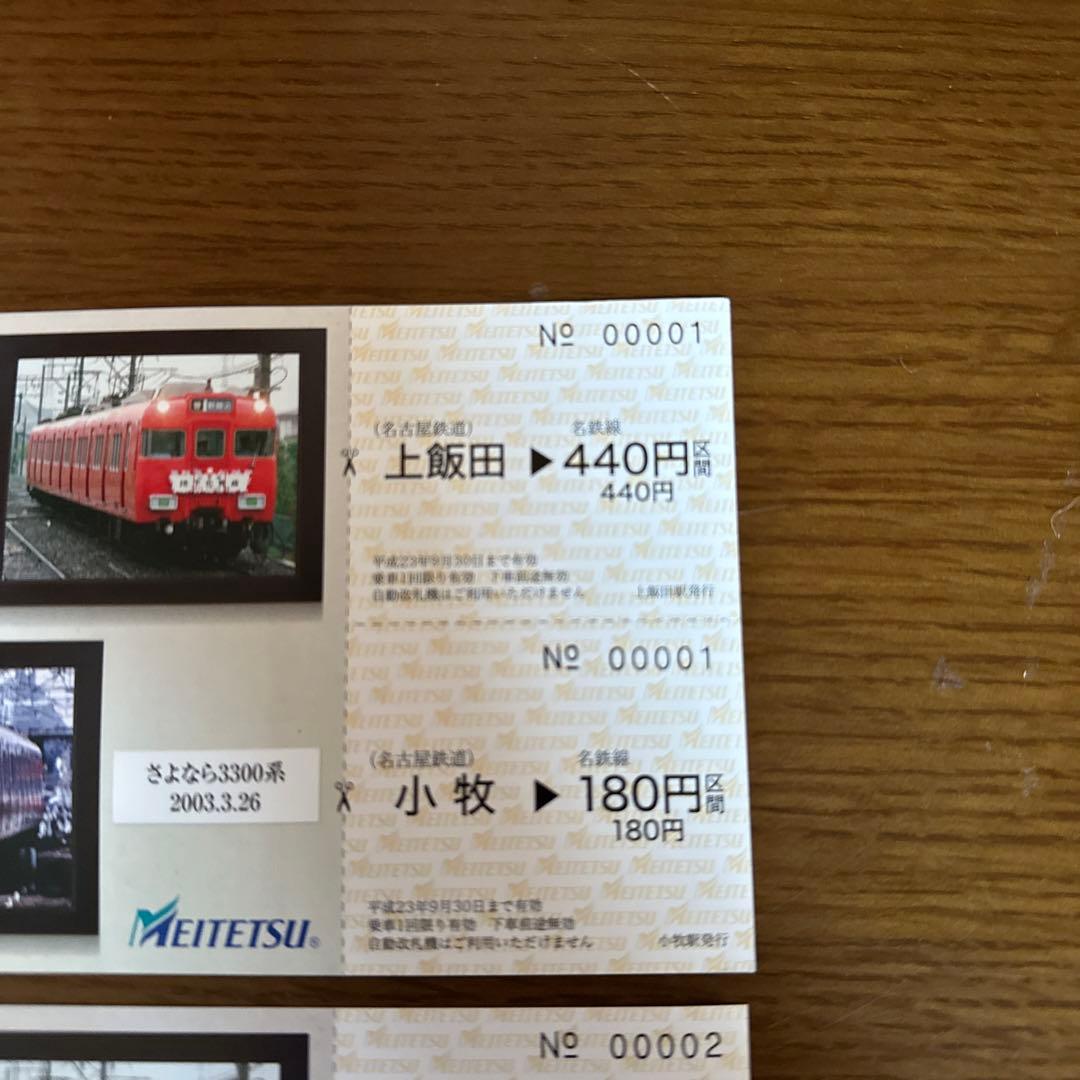 № 00001
(名古屋鉄道) 名鉄線
上飯田 ▶ 440円区間
440円
平成23年9月30日まで有効
乗車1回限り有効 下車前途無効
自動改札機はご利用いただけません 上飯田駅発行
№ 00001
(名古屋鉄道) 名鉄線
小牧 ▶ 180円区間
180円
平成23年9月30日まで有効
乗車1回限り有効 下車前途無効
自動改札機はご利用いただけません 小牧駅発行
さよなら3300系
2003.3.26
MEITETSU®
№ 00002